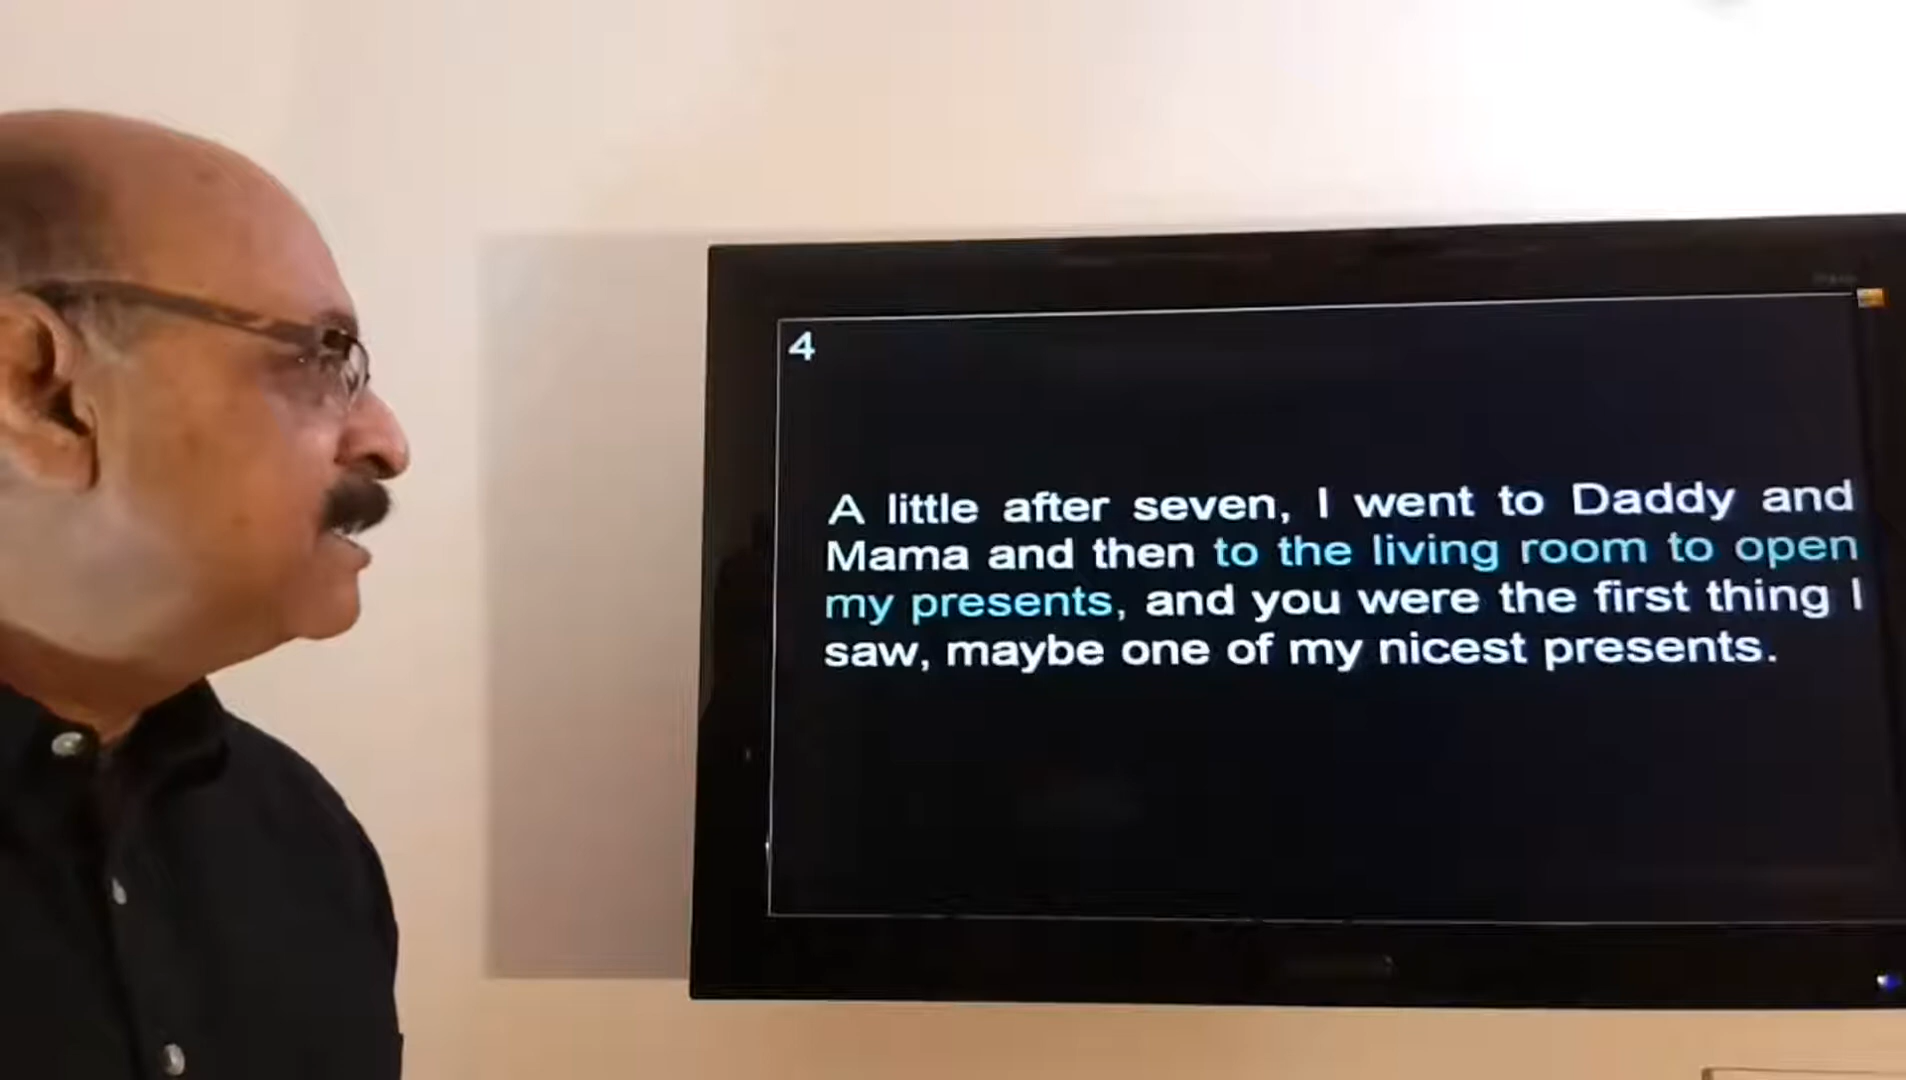 4
A little after seven, I went to Daddy and
Mama and then to the living room to open
my presents, and you were the first thing I
saw, maybe one of my nicest presents.